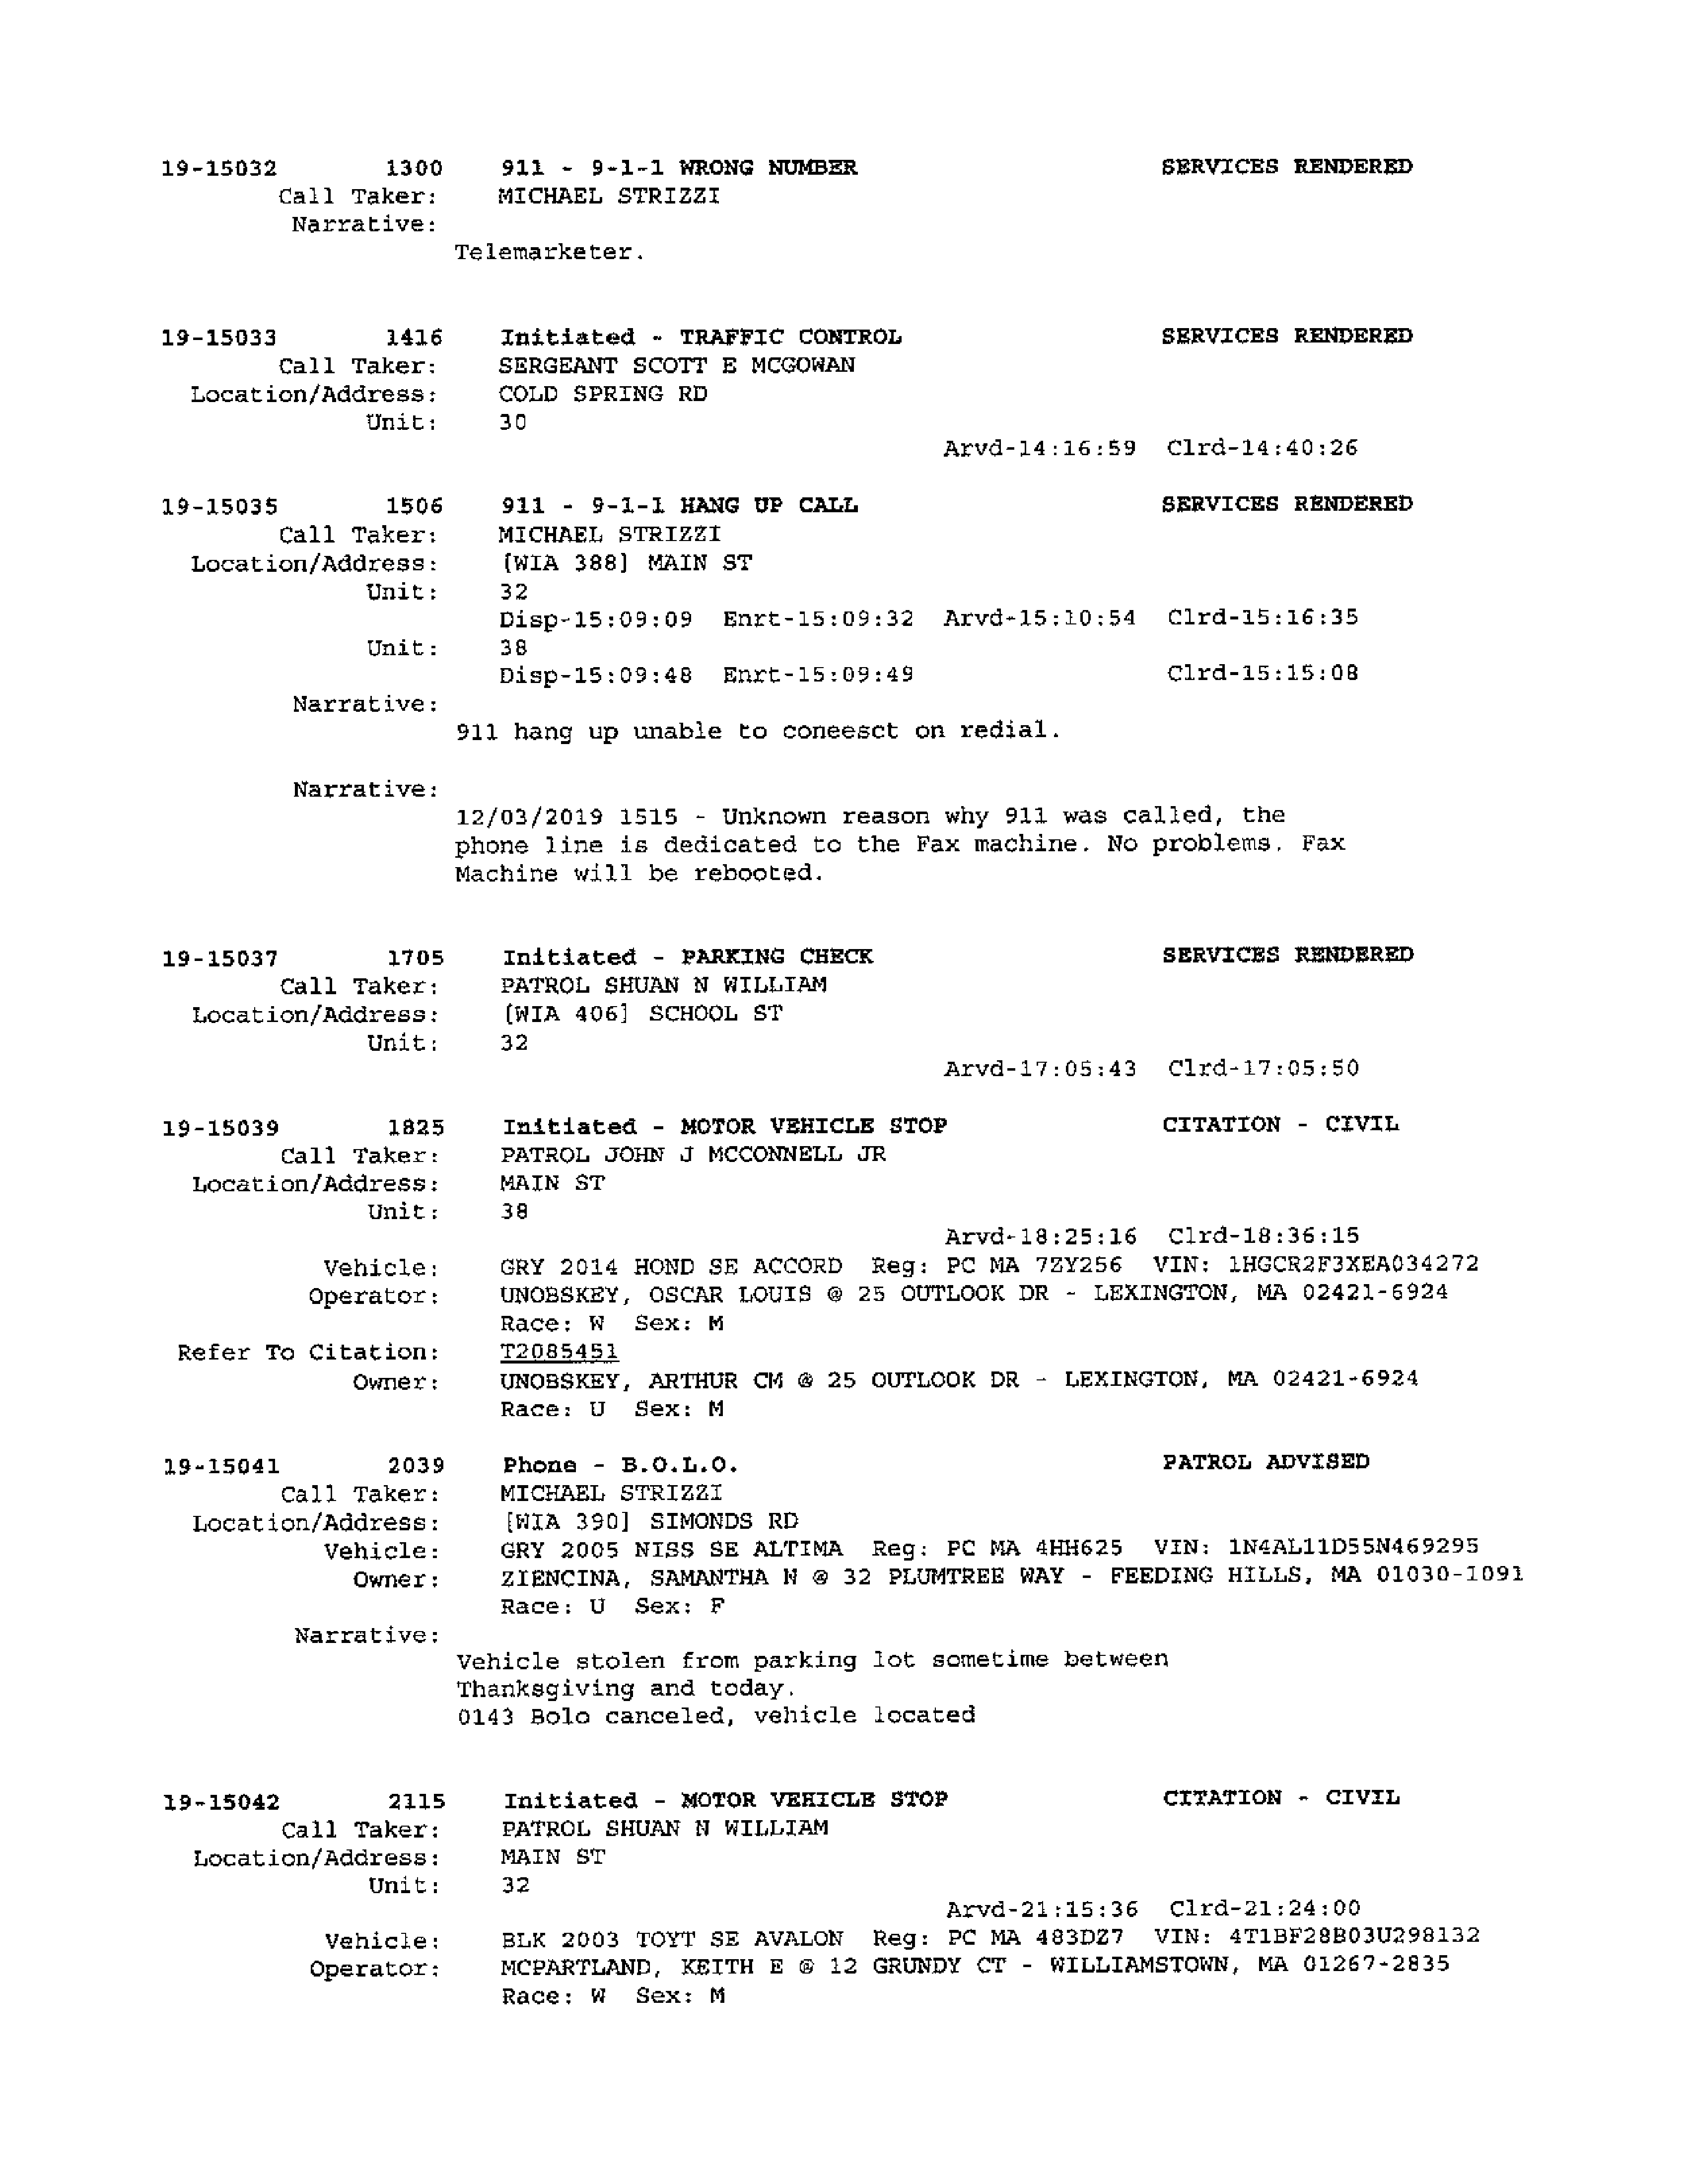 19-15032 1300 911 - 9-1-1 WRONG NUMBER SERVICES RENDERED
Call Taker: MICHAEL STRIZZI
Narrative:
Telemarketer.
19-15033 1416 Initiated - TRAFFIC CONTROL SERVICES RENDERED
Call Taker: SERGEANT SCOTT E MCGOWAN
Location/Address: COLD SPRING RD
Unit: 30
Arvd-14:16:59 Clrd-14:40:26
19-15035 1506 911 - 9-1-1 HANG UP CALL SERVICES RENDERED
Call Taker: MICHAEL STRIZZI
Location/Address: [WIA 388] MAIN ST
Unit: 32
Disp-15:09:09 Enrt-15:09:32 Arvd-15:10:54 Clrd-15:16:35
Unit: 38
Disp-15:09:48 Enrt-15:09:49 Clrd-15:15:08
Narrative:
911 hang up unable to coneesct on redial.
Narrative:
12/03/2019 1515 - Unknown reason why 911 was called, the
phone line is dedicated to the Fax machine. No problems. Fax
Machine will be rebooted.
19-15037 1705 Initiated - PARKING CHECK SERVICES RENDERED
Call Taker: PATROL SHUAN N WILLIAM
Location/Address: [WIA 406] SCHOOL ST
Unit: 32
Arvd-17:05:43 Clrd-17:05:50
19-15039 1825 Initiated - MOTOR VEHICLE STOP CITATION - CIVIL
Call Taker: PATROL JOHN J MCCONNELL JR
Location/Address: MAIN ST
Unit: 38
Arvd-18:25:16 Clrd-18:36:15
Vehicle: GRY 2014 HOND SE ACCORD Reg: PC MA 7ZY256 VIN: 1HGCR2F3XEA034272
Operator: UNOBSKEY, OSCAR LOUIS @ 25 OUTLOOK DR - LEXINGTON, MA 02421-6924
Race: W Sex: M
Refer To Citation: T2085451
Owner: UNOBSKEY, ARTHUR CM @ 25 OUTLOOK DR - LEXINGTON, MA 02421-6924
Race: U Sex: M
19-15041 2039 Phone - B.O.L.O. PATROL ADVISED
Call Taker: MICHAEL STRIZZI
Location/Address: [WIA 390] SIMONDS RD
Vehicle: GRY 2005 NISS SE ALTIMA Reg: PC MA 4HH625 VIN: 1N4AL11D55N469295
Owner: ZIENCINA, SAMANTHA N @ 32 PLUMTREE WAY - FEEDING HILLS, MA 01030-1091
Race: U Sex: F
Narrative:
Vehicle stolen from parking lot sometime between
Thanksgiving and today.
0143 Bolo canceled, vehicle located
19-15042 2115 Initiated - MOTOR VEHICLE STOP CITATION - CIVIL
Call Taker: PATROL SHUAN N WILLIAM
Location/Address: MAIN ST
Unit: 32
Arvd-21:15:36 Clrd-21:24:00
Vehicle: BLK 2003 TOYT SE AVALON Reg: PC MA 483DZ7 VIN: 4T1BF28B03U298132
Operator: MCPARTLAND, KEITH E @ 12 GRUNDY CT - WILLIAMSTOWN, MA 01267-2835
Race: W Sex: M